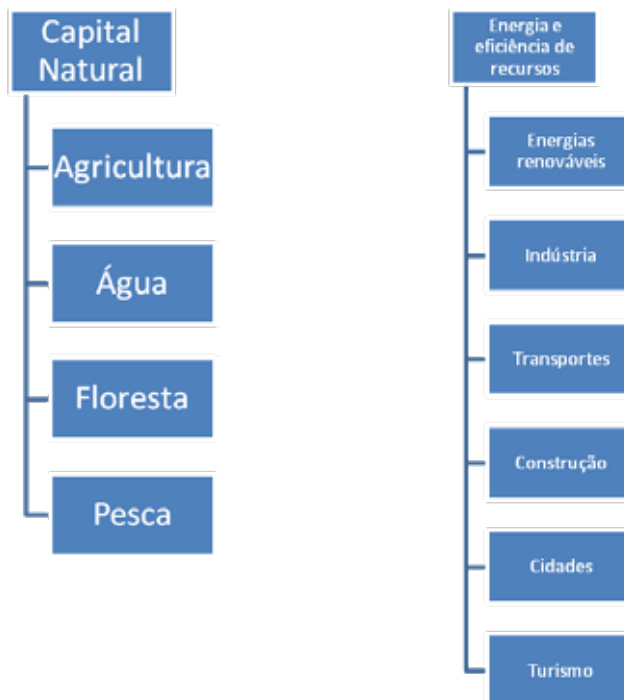 Capital
Natural
Agricultura
Água
Floresta
Pesca
Energia e
eficiência de
recursos
Energias
renováveis
Indústria
Transportes
Construção
Cidades
Turismo